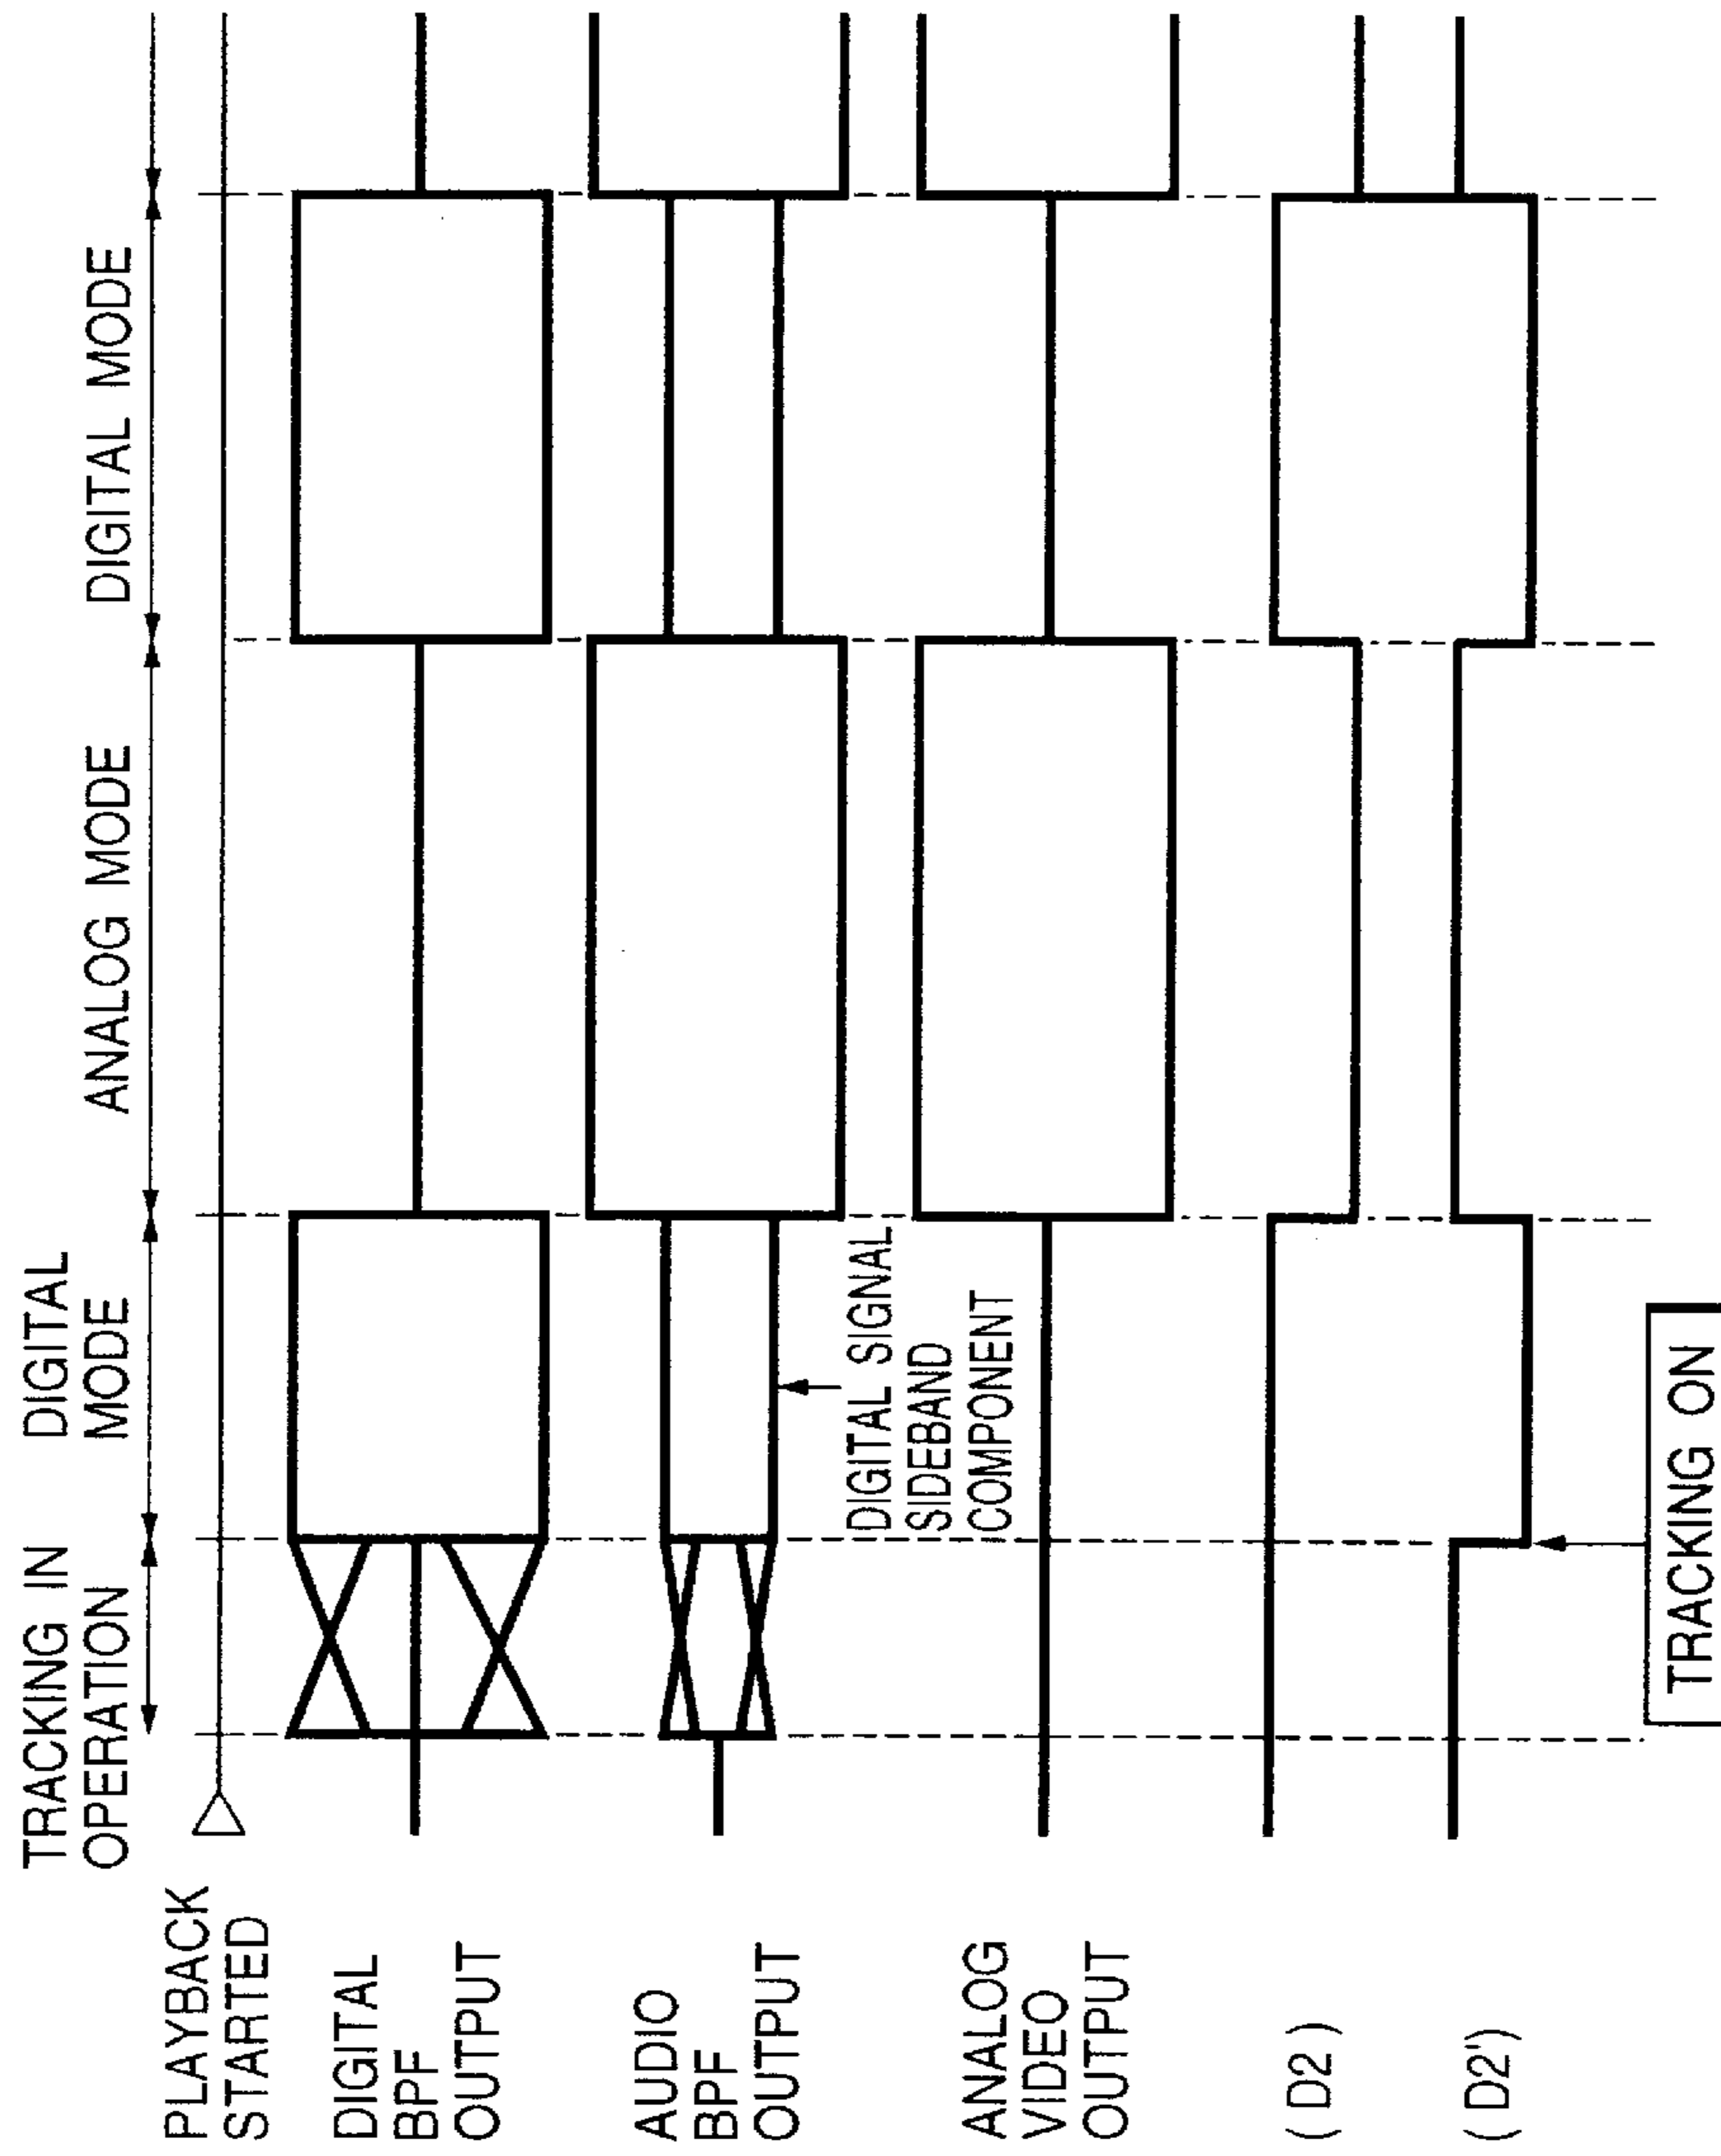 TRACKING IN
OPERATION
DIGITAL
MODE
ANALOG MODE
DIGITAL MODE
PLAYBACK
STARTED
DIGITAL
BPF
OUTPUT
AUDIO
BPF
OUTPUT
DIGITAL SIGNAL
SIDEBAND
COMPONENT
ANALOG
VIDEO
OUTPUT
( D2 )
( D2')
TRACKING ON